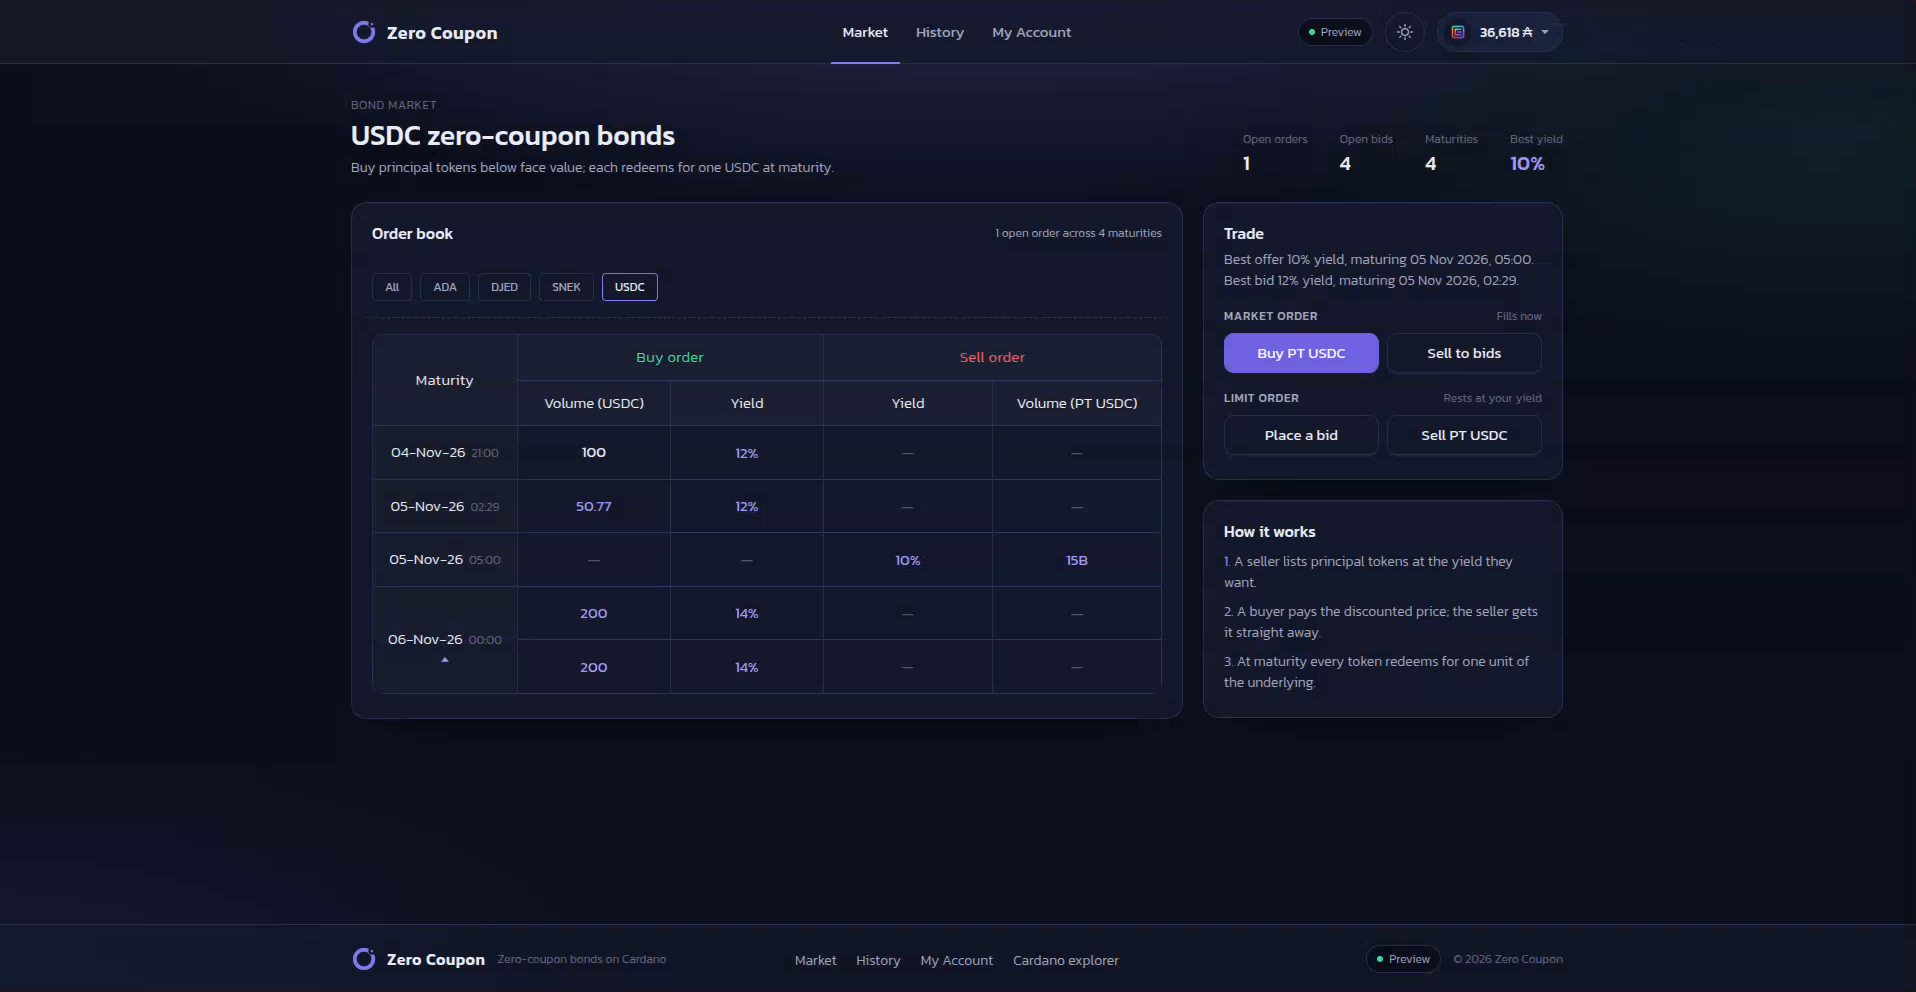 Zero Coupon
Market
History
My Account
Preview
36,618 ₳
BOND MARKET
USDC zero-coupon bonds
Buy principal tokens below face value; each redeems for one USDC at maturity.
Open orders
1
Open bids
4
Maturities
4
Best yield
10%
Order book
1 open order across 4 maturities
All
ADA
DJED
SNEK
USDC
Maturity
Buy order
Sell order
Volume (USDC)
Yield
Yield
Volume (PT USDC)
04-Nov-26 21:00
100
12%
—
—
05-Nov-26 02:29
50.77
12%
—
—
05-Nov-26 05:00
—
—
10%
15B
06-Nov-26 00:00
200
14%
—
—
200
14%
—
—
Trade
Best offer 10% yield, maturing 05 Nov 2026, 05:00.
Best bid 12% yield, maturing 05 Nov 2026, 02:29.
MARKET ORDER
Fills now
Buy PT USDC
Sell to bids
LIMIT ORDER
Rests at your yield
Place a bid
Sell PT USDC
How it works
1. A seller lists principal tokens at the yield they
want.
2. A buyer pays the discounted price; the seller gets
it straight away.
3. At maturity every token redeems for one unit of
the underlying.
Zero Coupon
Zero-coupon bonds on Cardano
Market
History
My Account
Cardano explorer
Preview
© 2026 Zero Coupon